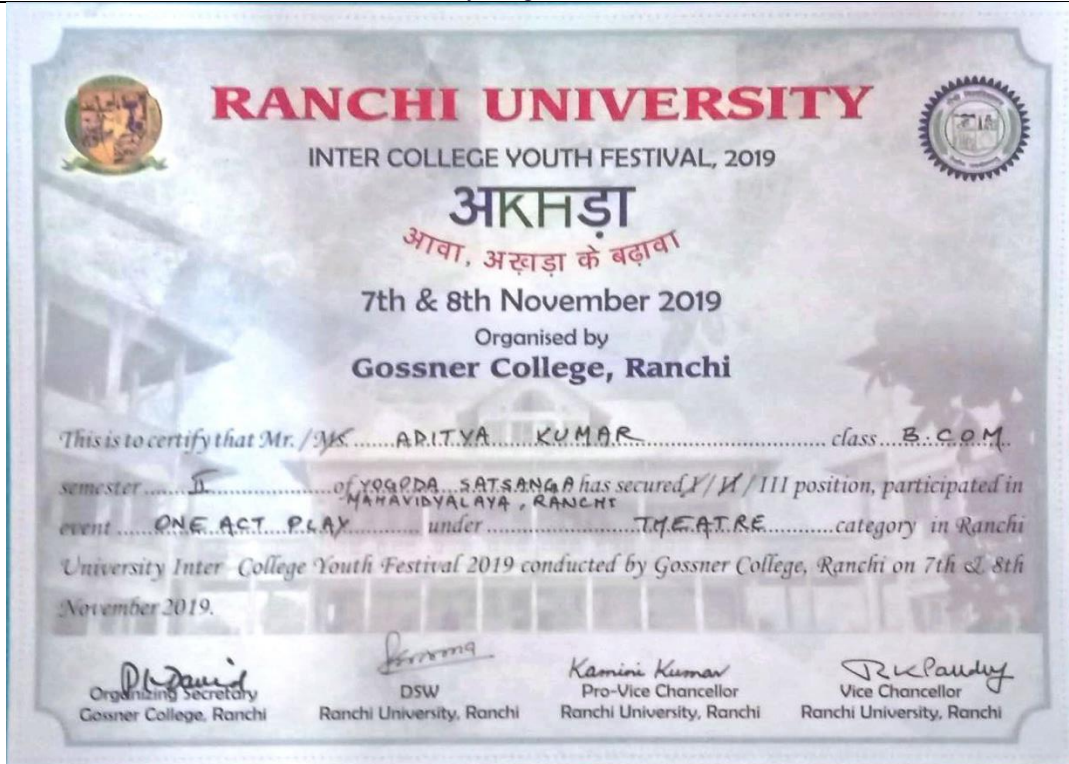 RANCHI UNIVERSITY
INTER COLLEGE YOUTH FESTIVAL, 2019
अKHड़ा
आवा, अखड़ा के बढ़ावा
7th & 8th November 2019
Organised by
Gossner College, Ranchi
This is to certify that Mr. /Ms ...... ADITYA ...... KUMAR .......................... class ... B.COM.
semester ...... II .................. of YOGODA SATSANGA has secured I / II / III position, participated in
MAHAVIDYALAYA, RANCHI
event ...... ONE ACT PLAY ............ under ...................... THEATRE ............ category in Ranchi
University Inter College Youth Festival 2019 conducted by Gossner College, Ranchi on 7th & 8th
November 2019.
Kamini Kumar
RKPandey
Organizing Secretary
DSW
Pro-Vice Chancellor
Vice Chancellor
Gossner College, Ranchi
Ranchi University, Ranchi
Ranchi University, Ranchi
Ranchi University, Ranchi